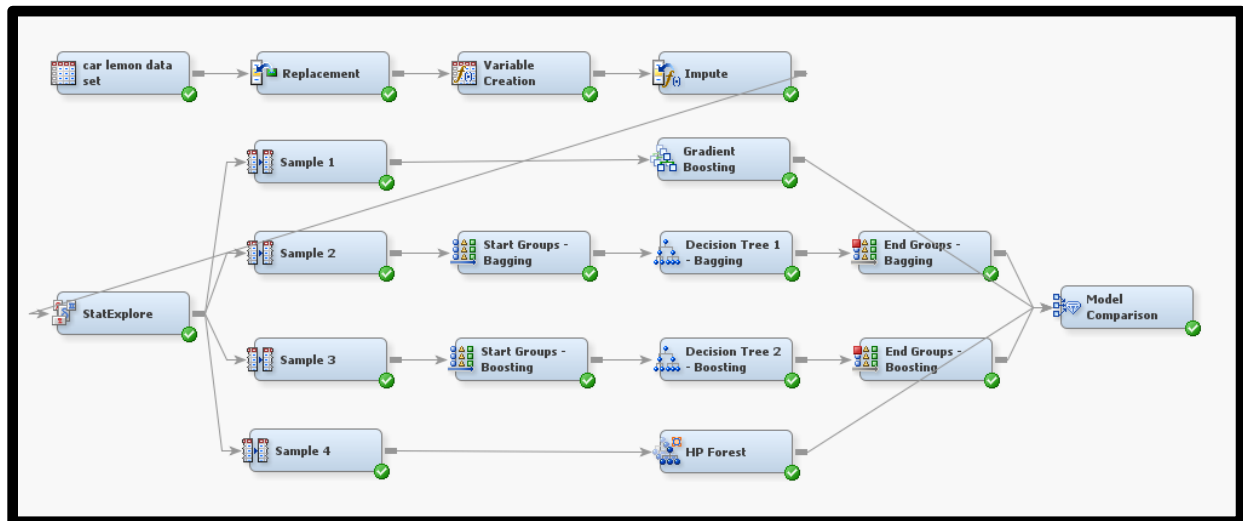 car lemon data
set
Replacement
Variable
Creation
Impute
Sample 1
Gradient
Boosting
Sample 2
Start Groups -
Bagging
Decision Tree 1
- Bagging
End Groups -
Bagging
StatExplore
Model
Comparison
Sample 3
Start Groups -
Boosting
Decision Tree 2
- Boosting
End Groups -
Boosting
Sample 4
HP Forest